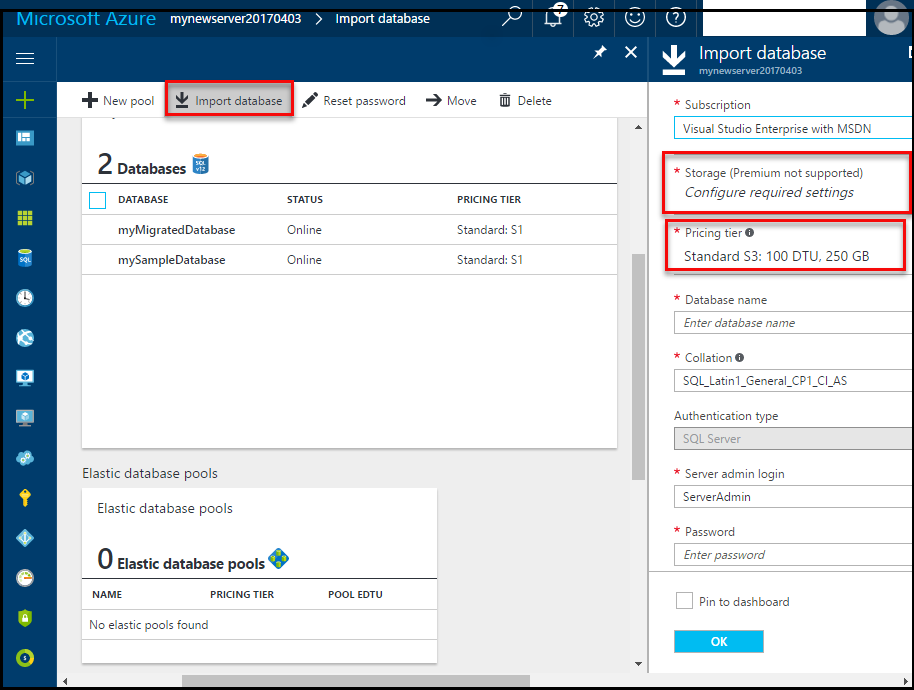 Microsoft Azure mynewserver20170403 > Import database
7
New pool Import database Reset password Move Delete
2 Databases
SQL
V12
DATABASE STATUS PRICING TIER
myMigratedDatabase Online Standard: S1
mySampleDatabase Online Standard: S1
Elastic database pools
Elastic database pools
0 Elastic database pools
NAME PRICING TIER POOL EDTU
No elastic pools found
SQL
Import database
mynewserver20170403
* Subscription
Visual Studio Enterprise with MSDN
* Storage (Premium not supported)
Configure required settings
* Pricing tier
Standard S3: 100 DTU, 250 GB
* Database name
Enter database name
* Collation
SQL_Latin1_General_CP1_CI_AS
Authentication type
SQL Server
* Server admin login
ServerAdmin
* Password
Enter password
Pin to dashboard
OK